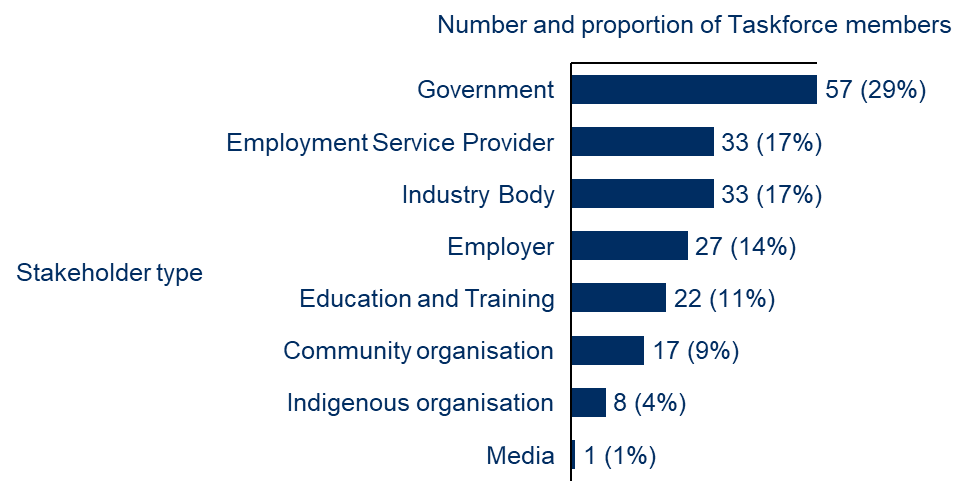 Number and proportion of Taskforce members
Government 57 (29%)
Employment Service Provider 33 (17%)
Industry Body 33 (17%)
Employer 27 (14%)
Stakeholder type
Education and Training 22 (11%)
Community organisation 17 (9%)
Indigenous organisation 8 (4%)
Media 1 (1%)